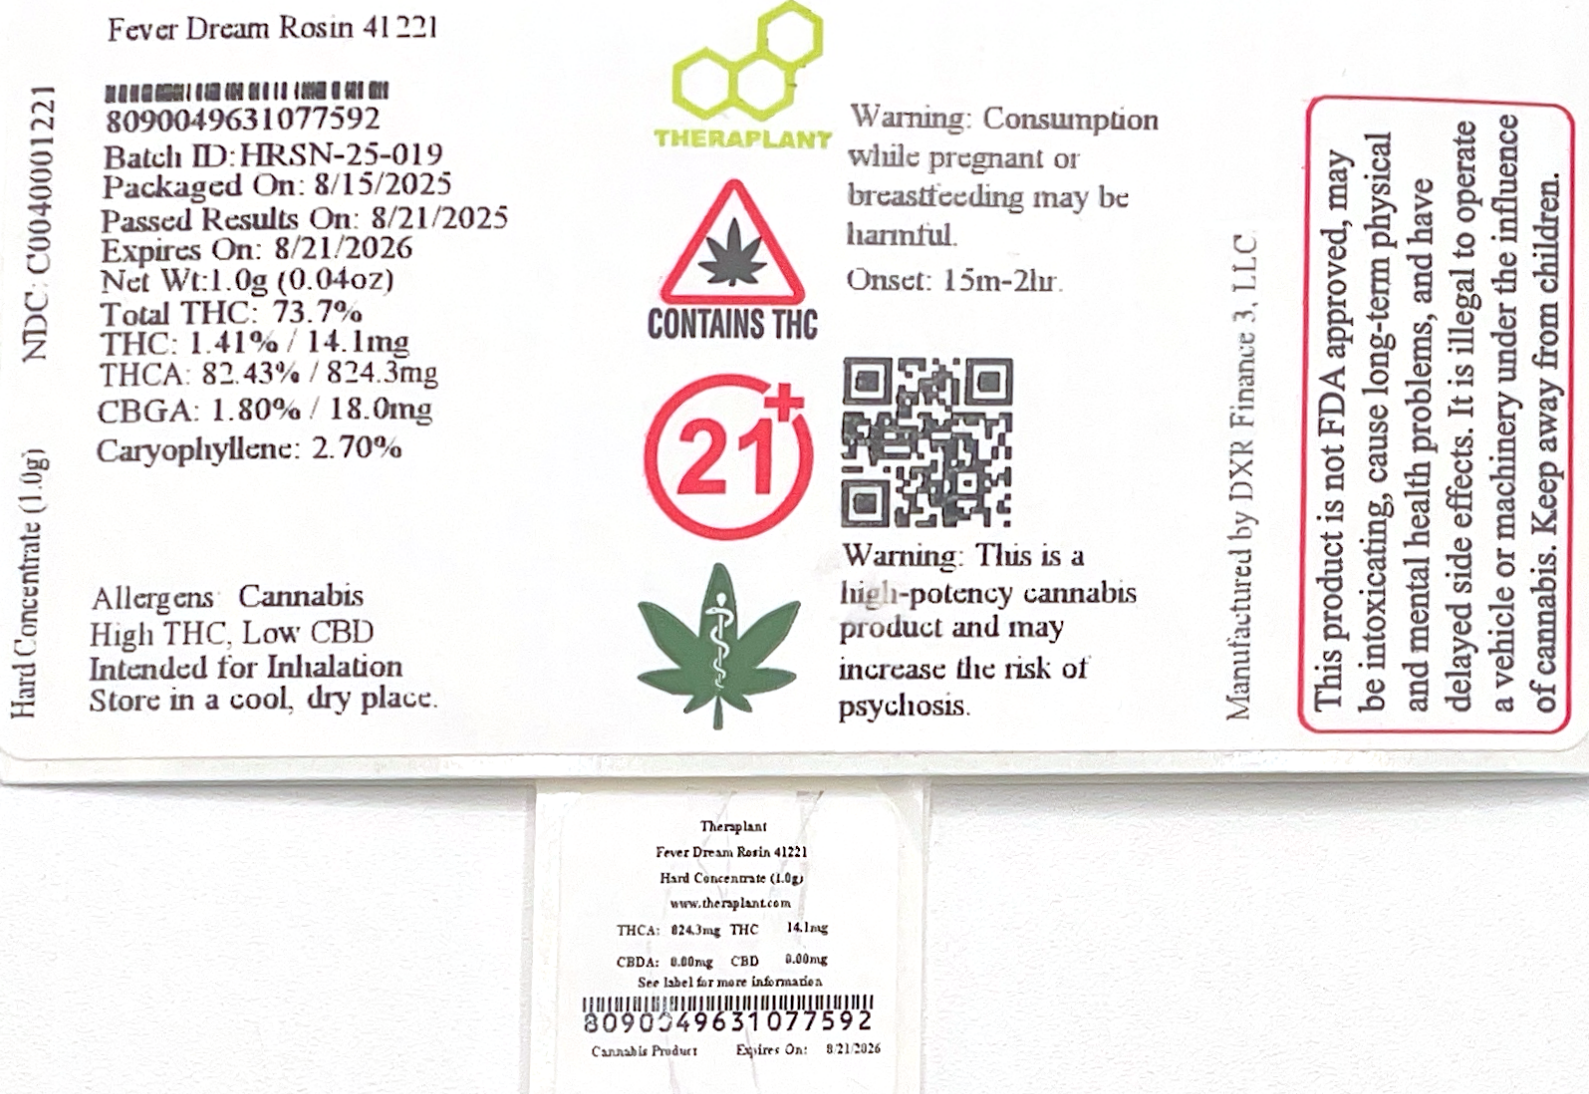 Fever Dream Rosin 41221
8090049631077592
Batch ID:HRSN-25-019
Packaged On: 8/15/2025
Passed Results On: 8/21/2025
Expires On: 8/21/2026
Net Wt:1.0g (0.04oz)
Total THC: 73.7%
THC: 1.41% / 14.1mg
THCA: 82.43% / 824.3mg
CBGA: 1.80% / 18.0mg
Caryophyllene: 2.70%
Allergens: Cannabis
High THC, Low CBD
Intended for Inhalation
Store in a cool, dry place.
Hard Concentrate (1.0g) NDC: C00400001221
THERAPLANT
CONTAINS THC
21+
Warning: Consumption
while pregnant or
breastfeeding may be
harmful.
Onset: 15m-2hr.
Warning: This is a
high-potency cannabis
product and may
increase the risk of
psychosis.
Manufactured by DXR Finance 3, LLC
This product is not FDA approved, may
be intoxicating, cause long-term physical
and mental health problems, and have
delayed side effects. It is illegal to operate
a vehicle or machinery under the influence
of cannabis. Keep away from children.
Theraplant
Fever Dream Rosin 41221
Hard Concentrate (1.0g)
www.theraplant.com
THCA: 824.3mg THC 14.1mg
CBDA: 0.00mg CBD 0.00mg
See label for more information
8090049631077592
Cannabis Product Expires On: 8/21/2026